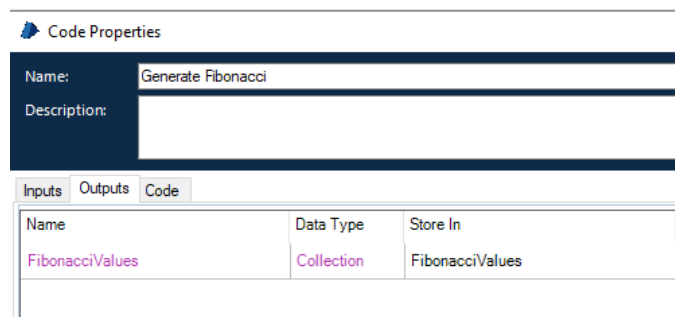 Code Properties
Name: Generate Fibonacci
Description:
Inputs Outputs Code
Name Data Type Store In
FibonacciValues Collection FibonacciValues